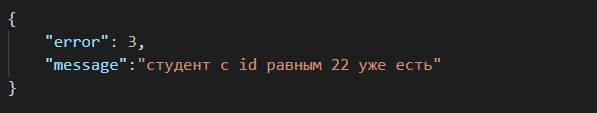 {
    "error": 3,
    "message":"студент с id равным 22 уже есть"
}